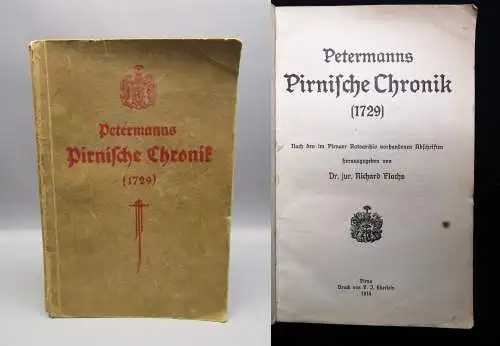 Petermanns
Pirnische Chronik
(1729)
Petermanns
Pirnische Chronik
(1729)
Nach den im Pirnaer Ratsarchiv vorhandenen Abschriften
herausgegeben von
Dr. jur. Richard Flachs
Pirna
Druck von F. J. Eberlein
1914